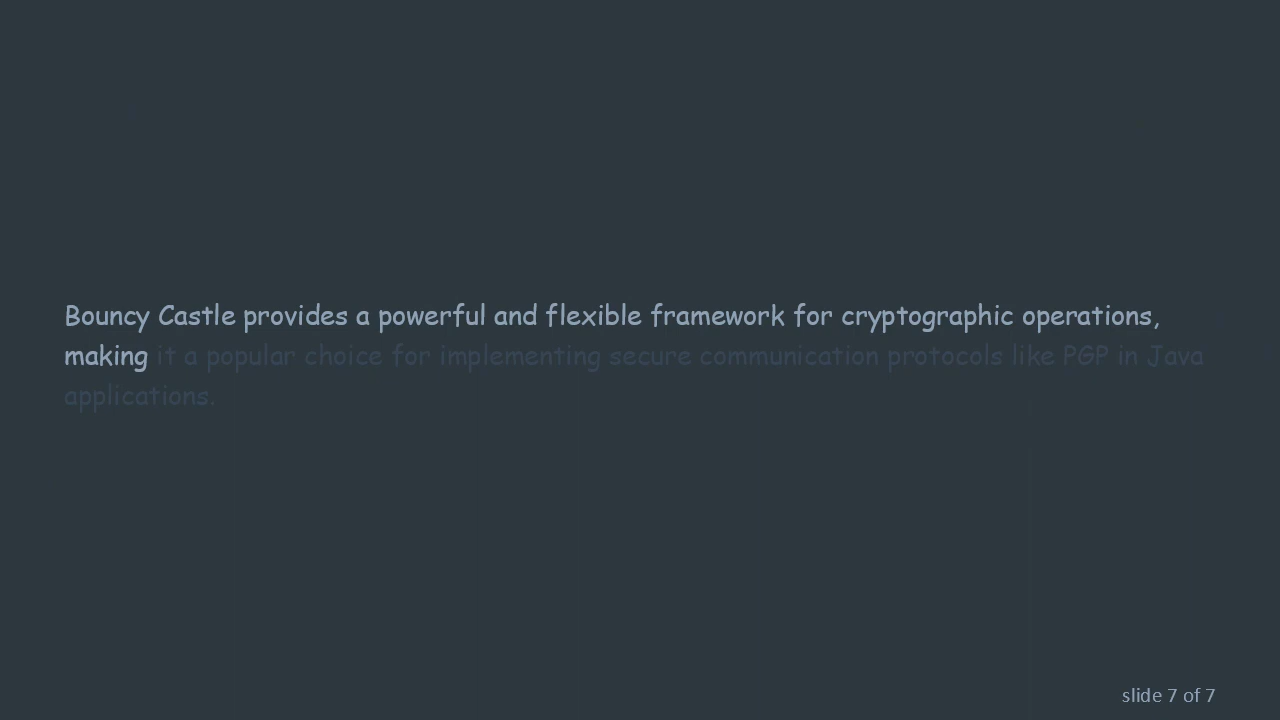 Bouncy Castle provides a powerful and flexible framework for cryptographic operations,
making it a popular choice for implementing secure communication protocols like PGP in Java
applications.
slide 7 of 7